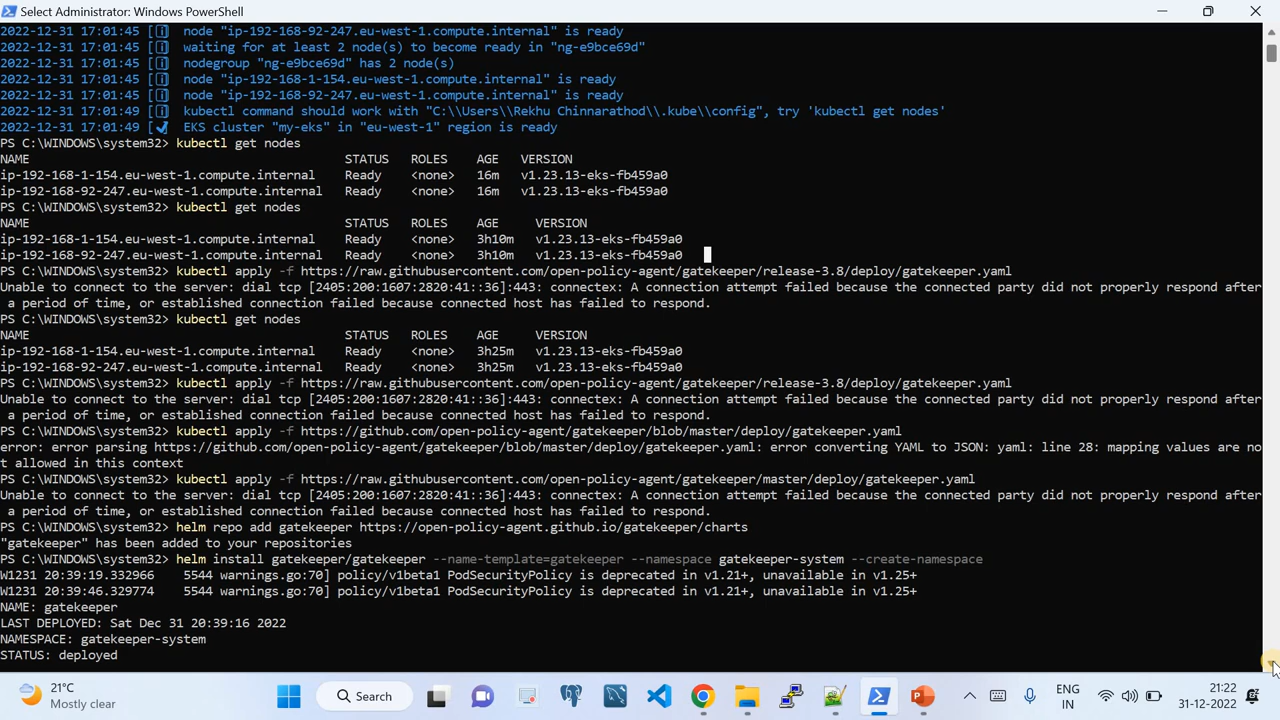 Select Administrator: Windows PowerShell
2022-12-31 17:01:45 [ℹ]  node "ip-192-168-92-247.eu-west-1.compute.internal" is ready
2022-12-31 17:01:45 [ℹ]  waiting for at least 2 node(s) to become ready in "ng-e9bce69d"
2022-12-31 17:01:45 [ℹ]  nodegroup "ng-e9bce69d" has 2 node(s)
2022-12-31 17:01:45 [ℹ]  node "ip-192-168-1-154.eu-west-1.compute.internal" is ready
2022-12-31 17:01:45 [ℹ]  node "ip-192-168-92-247.eu-west-1.compute.internal" is ready
2022-12-31 17:01:49 [ℹ]  kubectl command should work with "C:\\Users\\Rekhu Chinnarathod\\.kube\\config", try 'kubectl get nodes'
2022-12-31 17:01:49 [✔]  EKS cluster "my-eks" in "eu-west-1" region is ready
PS C:\WINDOWS\system32> kubectl get nodes
NAME STATUS ROLES AGE VERSION
ip-192-168-1-154.eu-west-1.compute.internal Ready <none> 16m v1.23.13-eks-fb459a0
ip-192-168-92-247.eu-west-1.compute.internal Ready <none> 16m v1.23.13-eks-fb459a0
PS C:\WINDOWS\system32> kubectl get nodes
NAME STATUS ROLES AGE VERSION
ip-192-168-1-154.eu-west-1.compute.internal Ready <none> 3h10m v1.23.13-eks-fb459a0
ip-192-168-92-247.eu-west-1.compute.internal Ready <none> 3h10m v1.23.13-eks-fb459a0
PS C:\WINDOWS\system32> kubectl apply -f https://raw.githubusercontent.com/open-policy-agent/gatekeeper/release-3.8/deploy/gatekeeper.yaml
Unable to connect to the server: dial tcp [2405:200:1607:2820:41::36]:443: connectex: A connection attempt failed because the connected party did not properly respond after
 a period of time, or established connection failed because connected host has failed to respond.
PS C:\WINDOWS\system32> kubectl get nodes
NAME STATUS ROLES AGE VERSION
ip-192-168-1-154.eu-west-1.compute.internal Ready <none> 3h25m v1.23.13-eks-fb459a0
ip-192-168-92-247.eu-west-1.compute.internal Ready <none> 3h25m v1.23.13-eks-fb459a0
PS C:\WINDOWS\system32> kubectl apply -f https://raw.githubusercontent.com/open-policy-agent/gatekeeper/release-3.8/deploy/gatekeeper.yaml
Unable to connect to the server: dial tcp [2405:200:1607:2820:41::36]:443: connectex: A connection attempt failed because the connected party did not properly respond after
 a period of time, or established connection failed because connected host has failed to respond.
PS C:\WINDOWS\system32> kubectl apply -f https://github.com/open-policy-agent/gatekeeper/blob/master/deploy/gatekeeper.yaml
error: error parsing https://github.com/open-policy-agent/gatekeeper/blob/master/deploy/gatekeeper.yaml: error converting YAML to JSON: yaml: line 28: mapping values are no
t allowed in this context
PS C:\WINDOWS\system32> kubectl apply -f https://raw.githubusercontent.com/open-policy-agent/gatekeeper/master/deploy/gatekeeper.yaml
Unable to connect to the server: dial tcp [2405:200:1607:2820:41::36]:443: connectex: A connection attempt failed because the connected party did not properly respond after
 a period of time, or established connection failed because connected host has failed to respond.
PS C:\WINDOWS\system32> helm repo add gatekeeper https://open-policy-agent.github.io/gatekeeper/charts
"gatekeeper" has been added to your repositories
PS C:\WINDOWS\system32> helm install gatekeeper/gatekeeper --name-template=gatekeeper --namespace gatekeeper-system --create-namespace
W1231 20:39:19.332966 5544 warnings.go:70] policy/v1beta1 PodSecurityPolicy is deprecated in v1.21+, unavailable in v1.25+
W1231 20:39:46.329774 5544 warnings.go:70] policy/v1beta1 PodSecurityPolicy is deprecated in v1.21+, unavailable in v1.25+
NAME: gatekeeper
LAST DEPLOYED: Sat Dec 31 20:39:16 2022
NAMESPACE: gatekeeper-system
STATUS: deployed
21°C
Mostly clear
Search
ENG
IN
21:22
31-12-2022